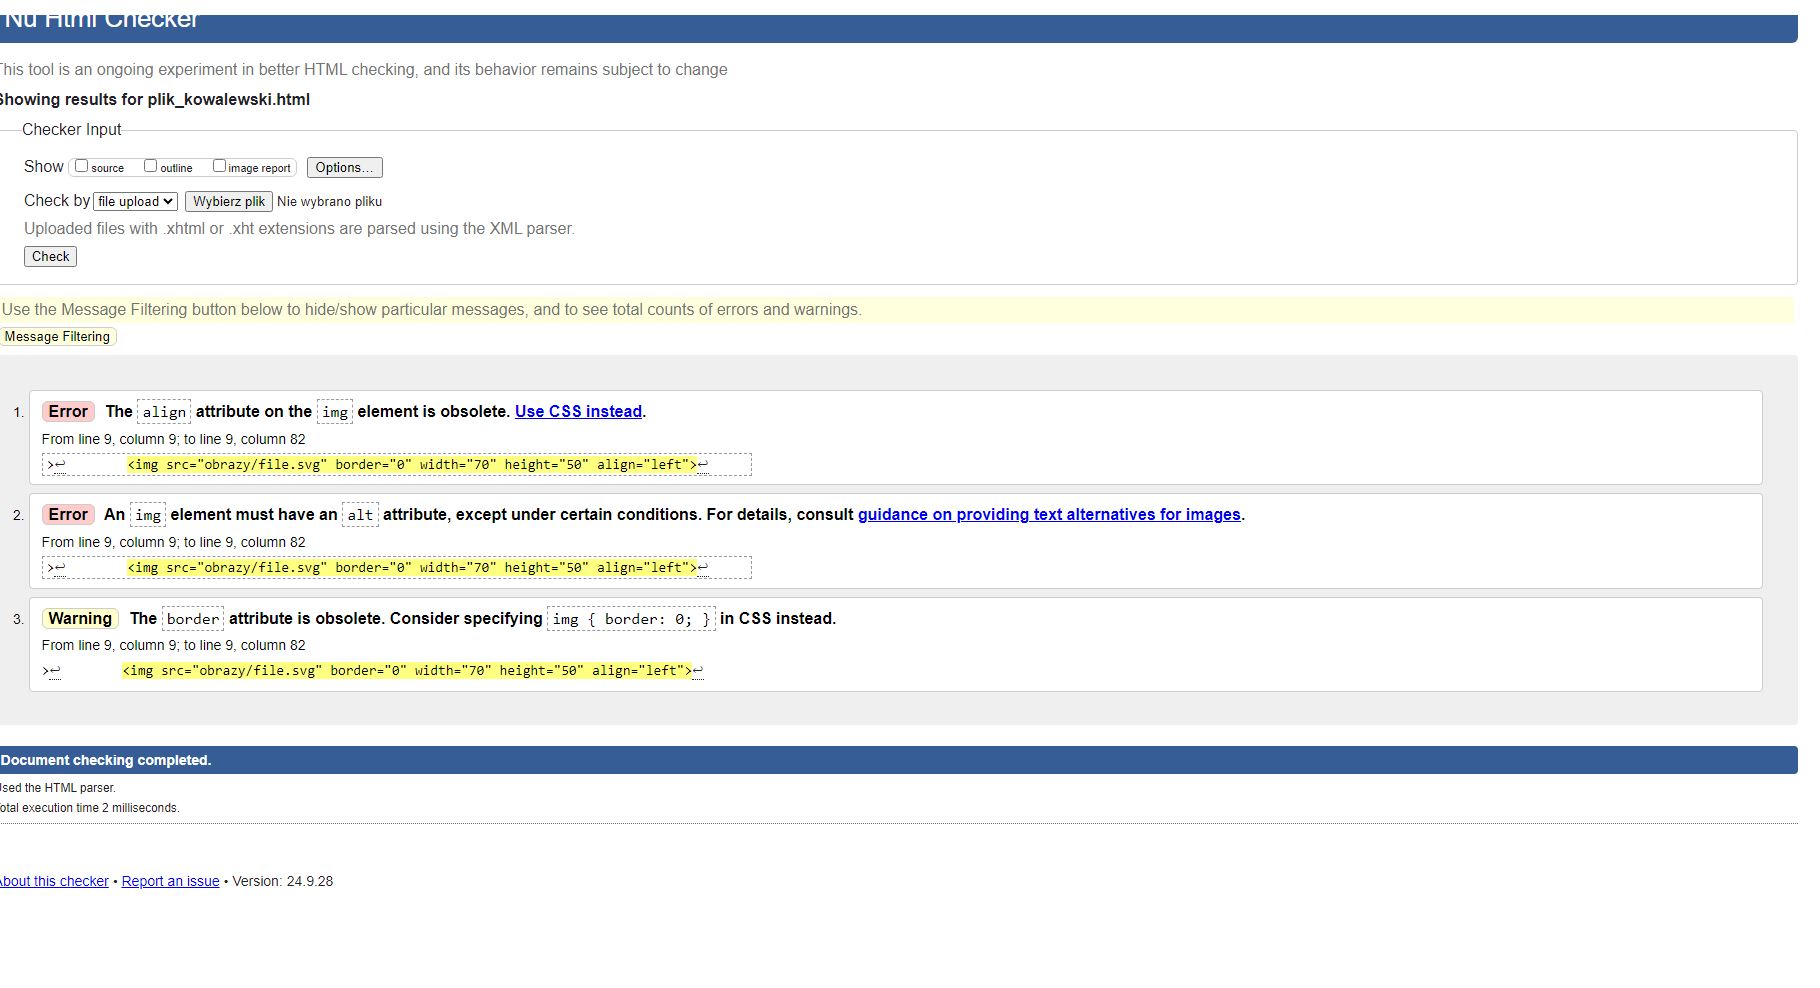 Nu Html Checker
This tool is an ongoing experiment in better HTML checking, and its behavior remains subject to change
Showing results for plik_kowalewski.html
Checker Input
Show source outline image report Options...
Check by file upload Wybierz plik Nie wybrano pliku
Uploaded files with .xhtml or .xht extensions are parsed using the XML parser.
Check
Use the Message Filtering button below to hide/show particular messages, and to see total counts of errors and warnings.
Message Filtering
1. Error The align attribute on the img element is obsolete. Use CSS instead.
From line 9, column 9; to line 9, column 82
>↩ <img src="obrazy/file.svg" border="0" width="70" height="50" align="left">↩
2. Error An img element must have an alt attribute, except under certain conditions. For details, consult guidance on providing text alternatives for images.
From line 9, column 9; to line 9, column 82
>↩ <img src="obrazy/file.svg" border="0" width="70" height="50" align="left">↩
3. Warning The border attribute is obsolete. Consider specifying img { border: 0; } in CSS instead.
From line 9, column 9; to line 9, column 82
>↩ <img src="obrazy/file.svg" border="0" width="70" height="50" align="left">↩
Document checking completed.
Used the HTML parser.
Total execution time 2 milliseconds.
About this checker • Report an issue • Version: 24.9.28